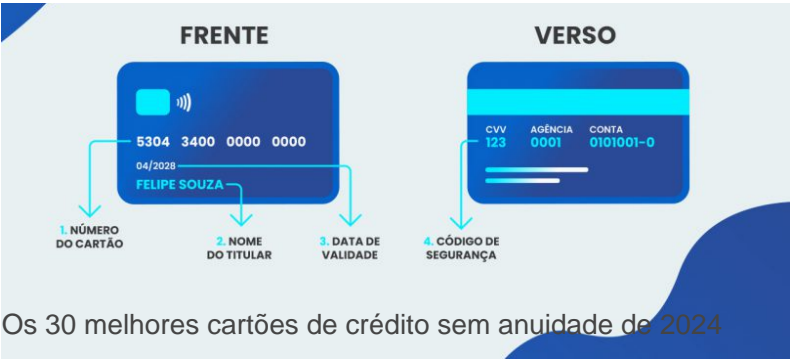 FRENTE
VERSO
5304 3400 0000 0000
04/2028
FELIPE SOUZA
CVV AGÊNCIA CONTA
123 0001 0101001-0
1. NÚMERO
DO CARTÃO
2. NOME
DO TITULAR
3. DATA DE
VALIDADE
4. CÓDIGO DE
SEGURANÇA
Os 30 melhores cartões de crédito sem anuidade de 2024